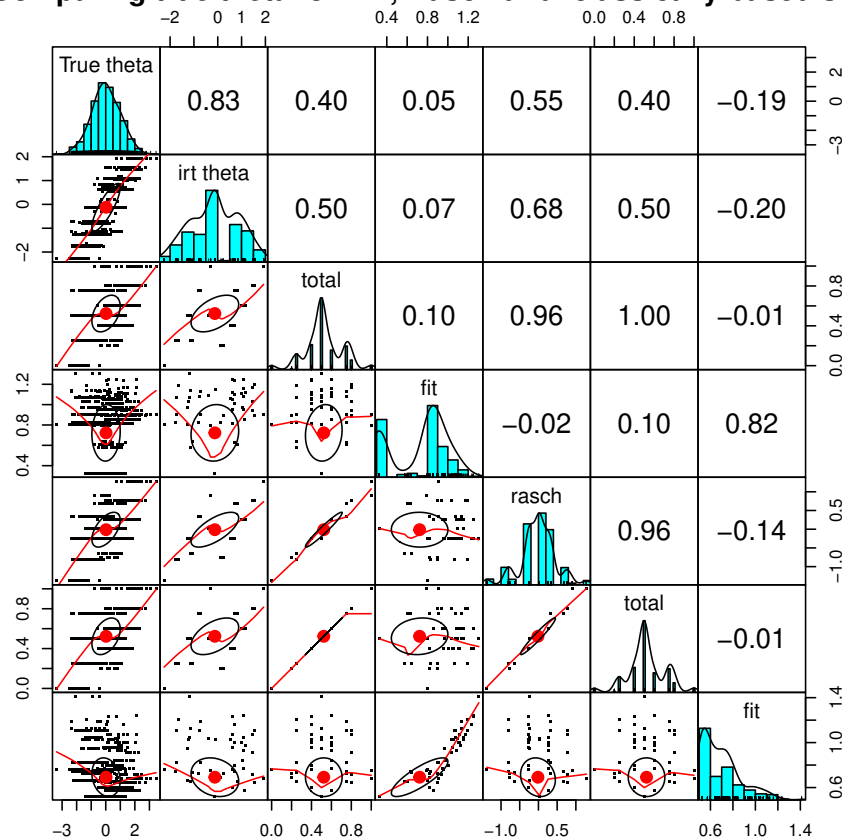 −2 0 1 2 0.4 0.8 1.2 0.0 0.4 0.8
True theta
0.83 0.40 0.05 0.55 0.40 −0.19
−3 0 2
−2 0 2
irt theta
0.50 0.07 0.68 0.50 −0.20
total
0.10 0.96 1.00 −0.01
0.0 0.4 0.8
0.4 0.8 1.2
fit
−0.02 0.10 0.82
rasch
0.96 −0.14
−1.0 0.5
0.0 0.4 0.8
total
−0.01
fit
0.6 1.0 1.4
−3 0 2 0.0 0.4 0.8 −1.0 0.5 0.6 1.0 1.4